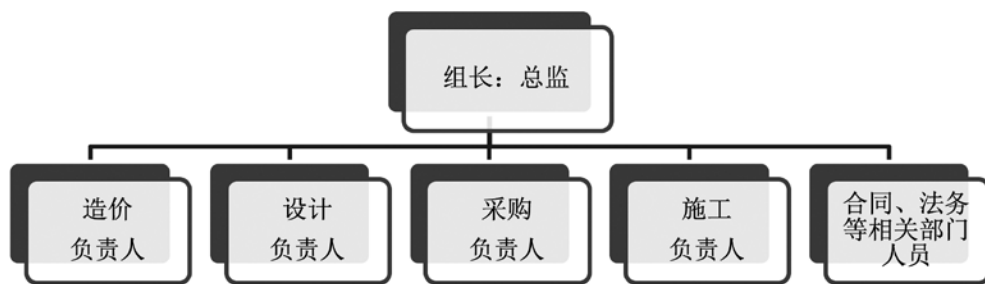 组长：总监
造价
负责人
设计
负责人
采购
负责人
施工
负责人
合同、法务
等相关部门
人员